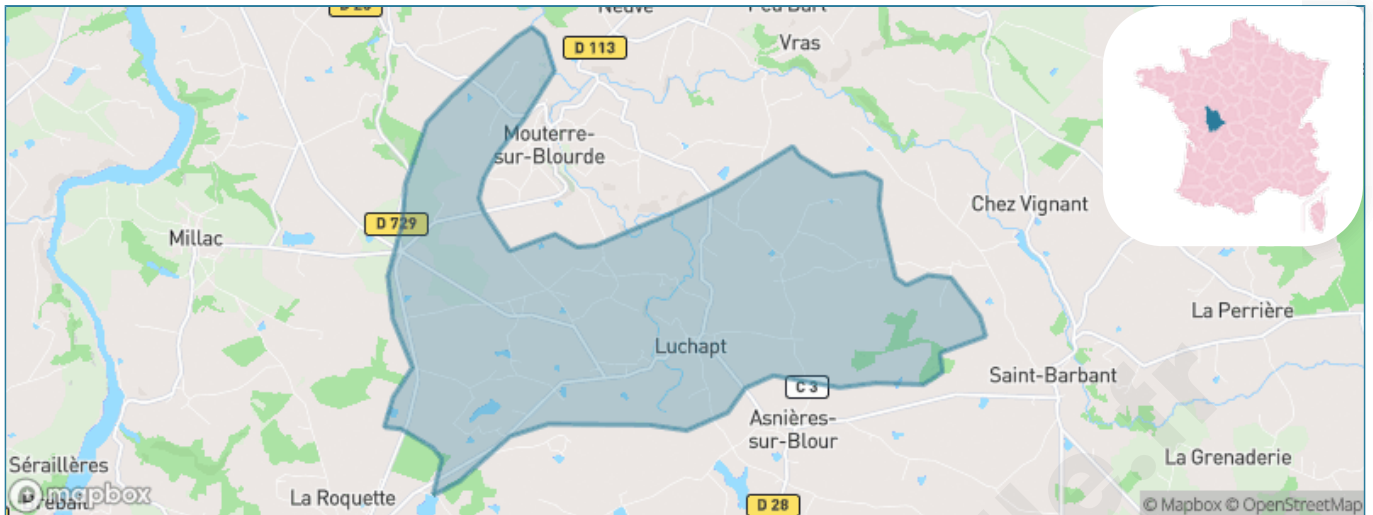 Neuve
D 113
Vras
Mouterre-
sur-Blourde
Chez Vignant
D 729
Millac
La Perrière
Luchapt
Saint-Barbant
C 3
Asnières-
sur-Blour
La Grenaderie
Séraillères
mapbox
La Roquette
D 28
© Mapbox © OpenStreetMap